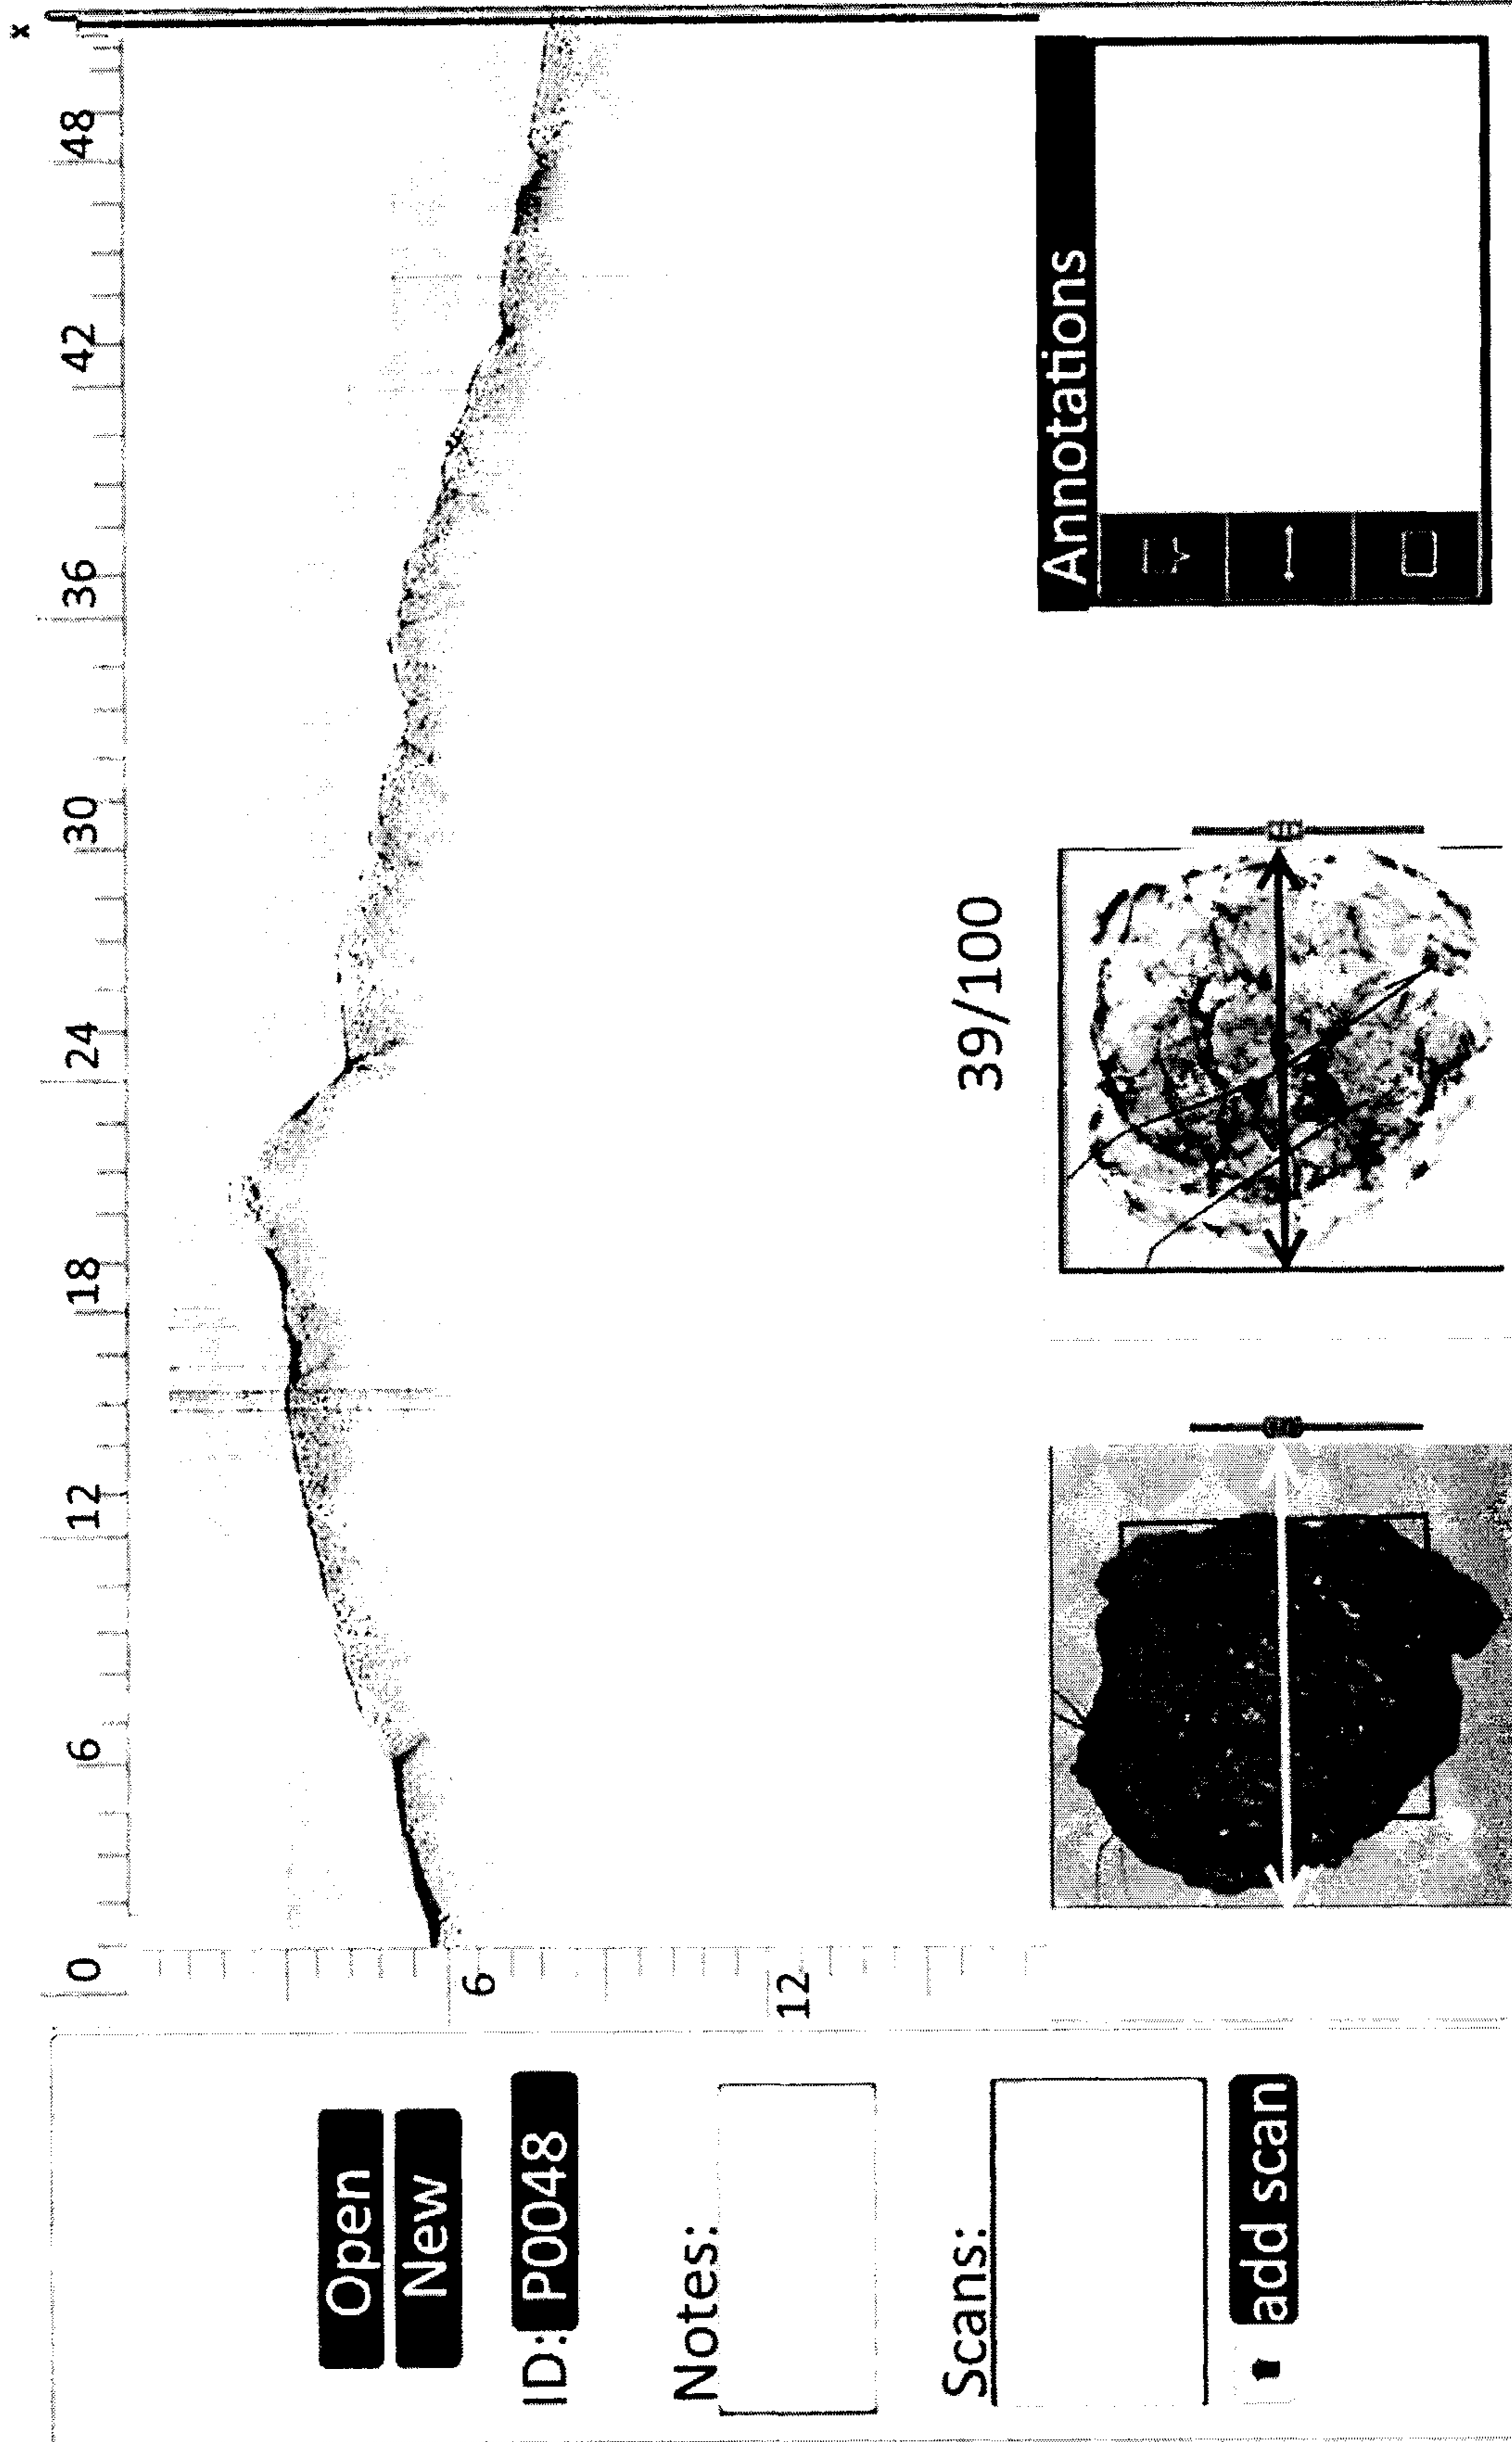 Open
New
ID: P0048
Notes:
Scans:
add scan
0 6 12 18 24 30 36 42 48
x
6
12
39/100
Annotations